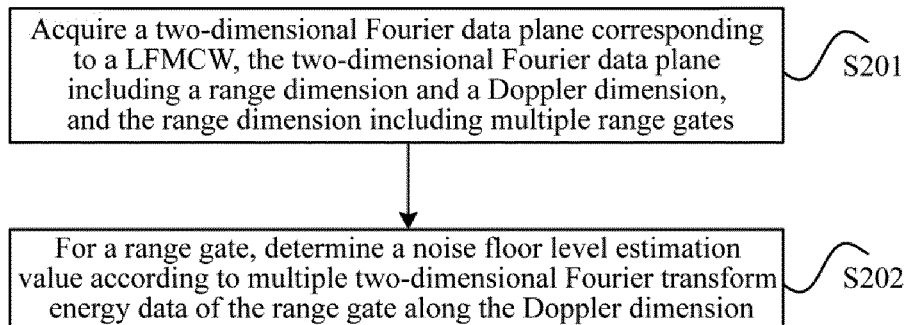 Acquire a two-dimensional Fourier data plane corresponding
to a LFMCW, the two-dimensional Fourier data plane
including a range dimension and a Doppler dimension,
and the range dimension including multiple range gates
S201
For a range gate, determine a noise floor level estimation
value according to multiple two-dimensional Fourier transform
energy data of the range gate along the Doppler dimension
S202